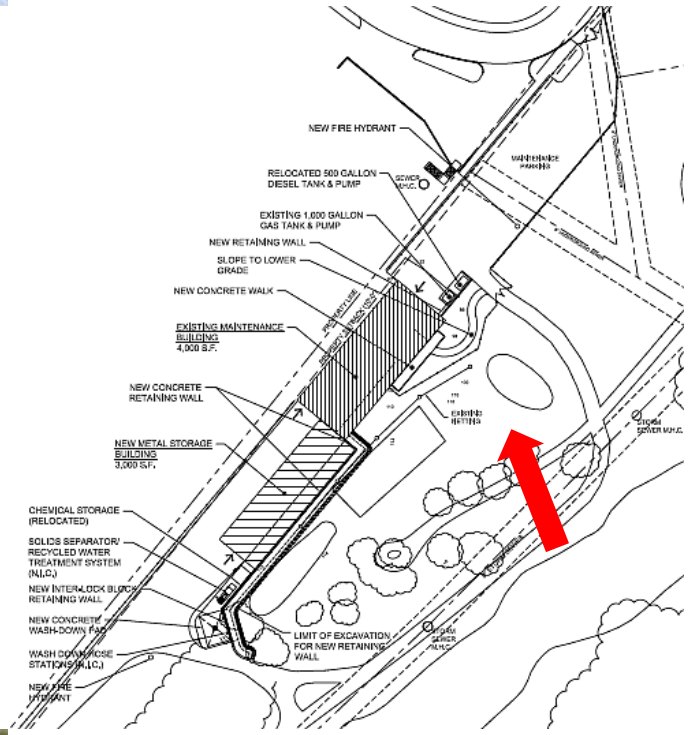 NEW FIRE HYDRANT
MAINTENANCE
PARKING
RELOCATED 500 GALLON
DIESEL TANK & PUMP
SEWER
M.H.C.
EXISTING 1,000 GALLON
GAS TANK & PUMP
NEW RETAINING WALL
SLOPE TO LOWER
GRADE
NEW CONCRETE WALK
PROPERTY LINE
EXISTING MAINTENANCE
BUILDING
4,000 S.F.
NEW CONCRETE
RETAINING WALL
EXISTING
NETTING
STORM
SEWER M.H.C.
NEW METAL STORAGE
BUILDING
3,000 S.F.
CHEMICAL STORAGE
(RELOCATED)
SOLIDS SEPARATOR/
RECYCLED WATER
TREATMENT SYSTEM
(N.I.C.)
NEW INTER-LOCK BLOCK
RETAINING WALL
NEW CONCRETE
WASH-DOWN PAD
LIMIT OF EXCAVATION
FOR NEW RETAINING
WALL
STORM
SEWER
M.H.C.
WASH DOWN HOSE
STATIONS (N.I.C.)
NEW FIRE
HYDRANT